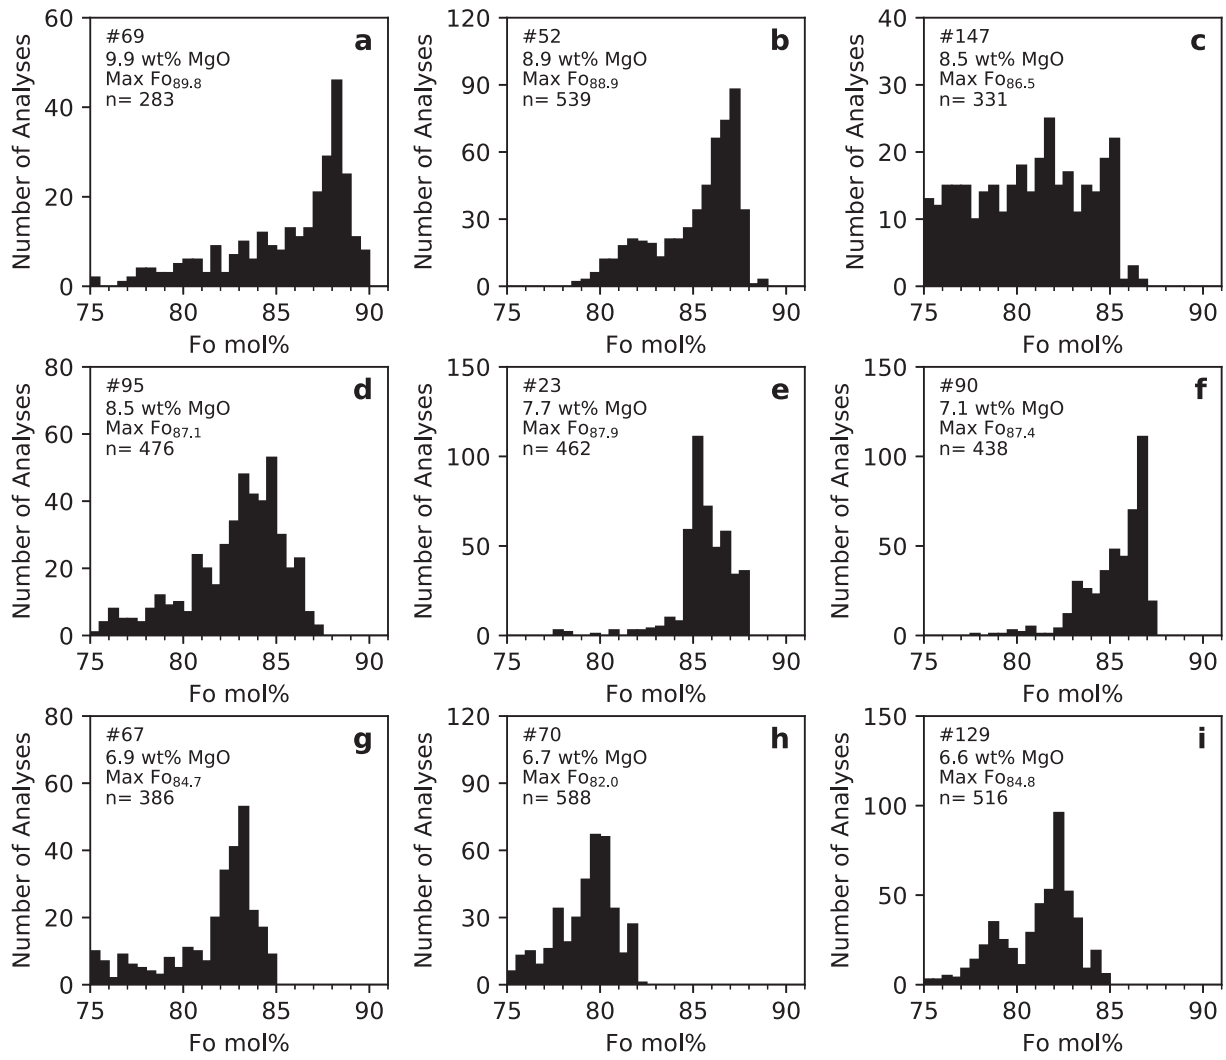 #69
9.9 wt% MgO
Max Fo89.8
n= 283
a
60
40
20
0
75 80 85 90
Number of Analyses
Fo mol%
#52
8.9 wt% MgO
Max Fo88.9
n= 539
b
120
90
60
30
0
75 80 85 90
Number of Analyses
Fo mol%
#147
8.5 wt% MgO
Max Fo86.5
n= 331
c
40
30
20
10
0
75 80 85 90
Number of Analyses
Fo mol%
#95
8.5 wt% MgO
Max Fo87.1
n= 476
d
80
60
40
20
0
75 80 85 90
Number of Analyses
Fo mol%
#23
7.7 wt% MgO
Max Fo87.9
n= 462
e
150
100
50
0
75 80 85 90
Number of Analyses
Fo mol%
#90
7.1 wt% MgO
Max Fo87.4
n= 438
f
150
100
50
0
75 80 85 90
Number of Analyses
Fo mol%
#67
6.9 wt% MgO
Max Fo84.7
n= 386
g
80
60
40
20
0
75 80 85 90
Number of Analyses
Fo mol%
#70
6.7 wt% MgO
Max Fo82.0
n= 588
h
120
90
60
30
0
75 80 85 90
Number of Analyses
Fo mol%
#129
6.6 wt% MgO
Max Fo84.8
n= 516
i
150
100
50
0
75 80 85 90
Number of Analyses
Fo mol%